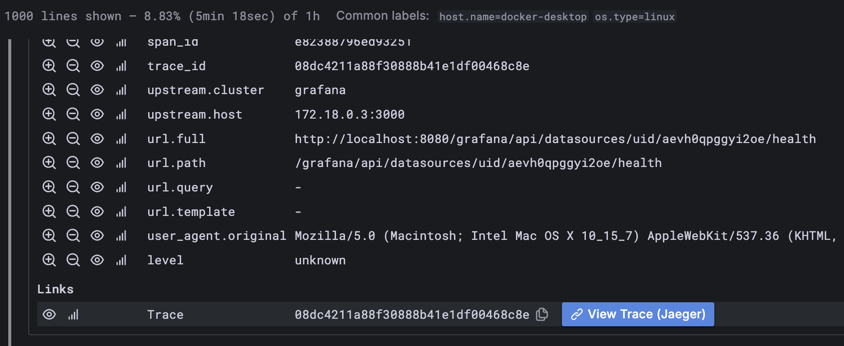 1000 lines shown — 8.83% (5min 18sec) of 1h Common labels: host.name=docker-desktop os.type=linux
span_id e82388796ed93251
trace_id 08dc4211a88f30888b41e1df00468c8e
upstream.cluster grafana
upstream.host 172.18.0.3:3000
url.full http://localhost:8080/grafana/api/datasources/uid/aevh0qpggyi2oe/health
url.path /grafana/api/datasources/uid/aevh0qpggyi2oe/health
url.query -
url.template -
user_agent.original Mozilla/5.0 (Macintosh; Intel Mac OS X 10_15_7) AppleWebKit/537.36 (KHTML,
level unknown
Links
Trace 08dc4211a88f30888b41e1df00468c8e View Trace (Jaeger)